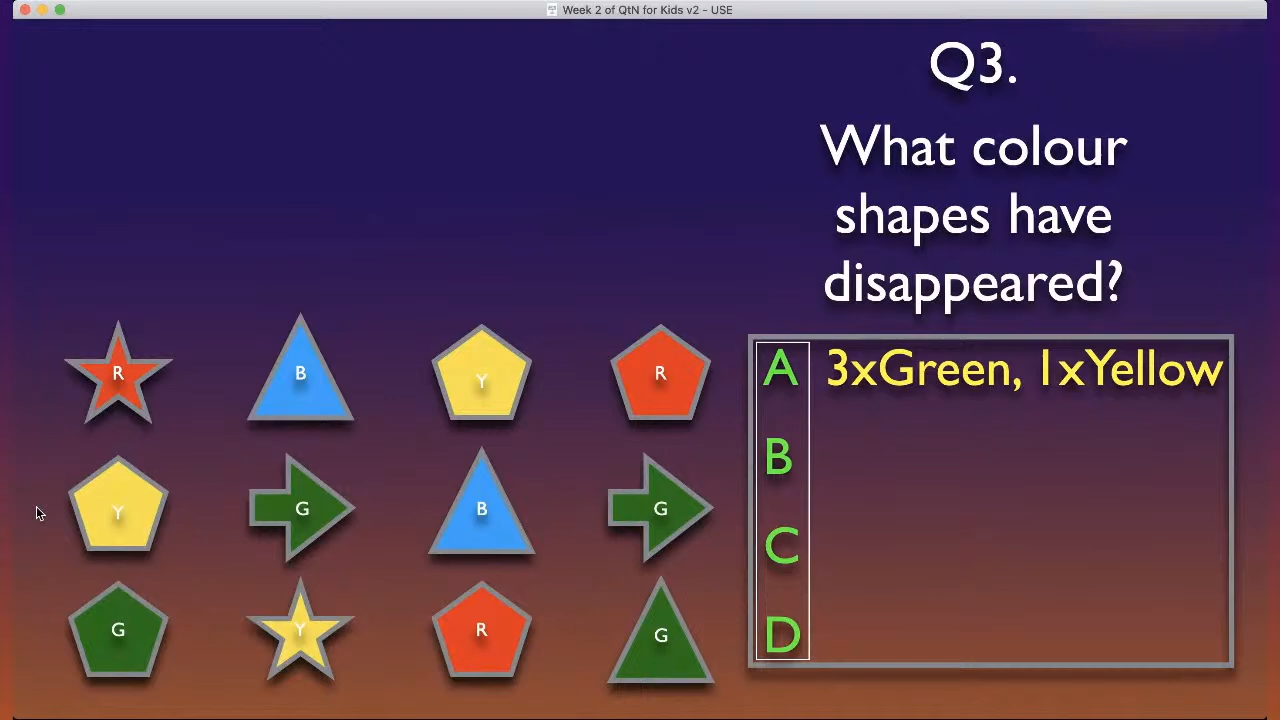 Week 2 of QtN for Kids v2 - USE
Q3.
What colour
shapes have
disappeared?
R B Y R
Y G B G
G Y R G
A 3xGreen, 1xYellow
B
C
D